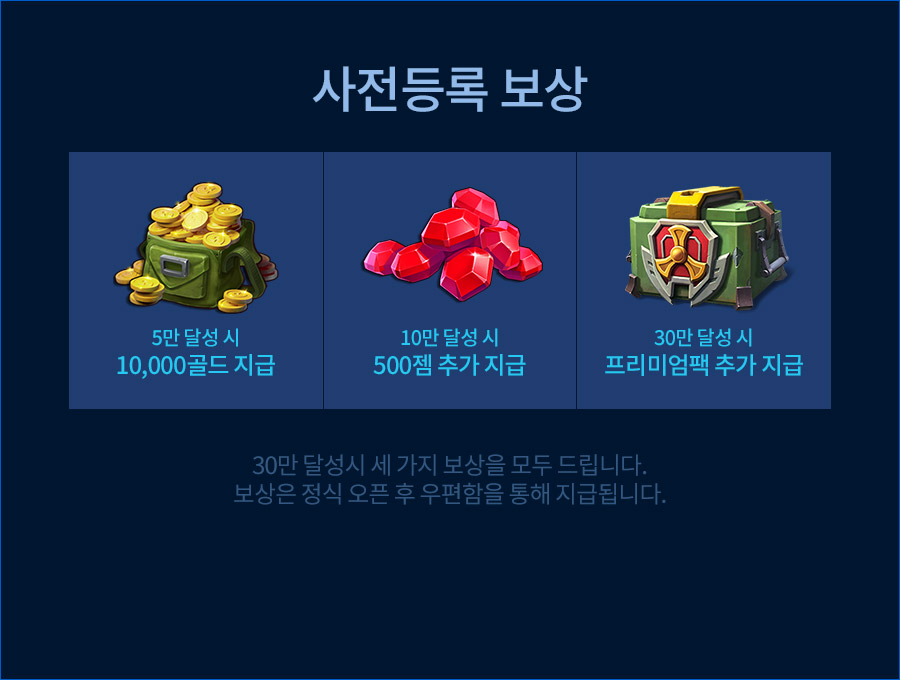 사전등록 보상
5만 달성 시
10,000골드 지급
10만 달성 시
500젬 추가 지급
30만 달성 시
프리미엄팩 추가 지급
30만 달성시 세 가지 보상을 모두 드립니다.
보상은 정식 오픈 후 우편함을 통해 지급됩니다.